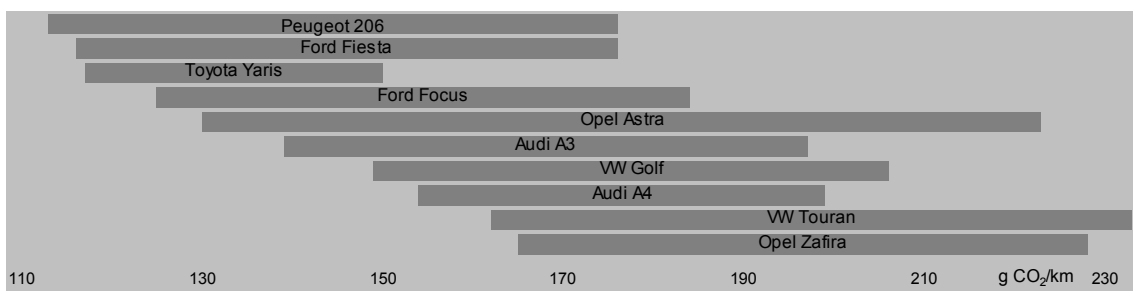 Peugeot 206
Ford Fiesta
Toyota Yaris
Ford Focus
Opel Astra
Audi A3
VW Golf
Audi A4
VW Touran
Opel Zafira
110 130 150 170 190 210 g CO₂/km 230